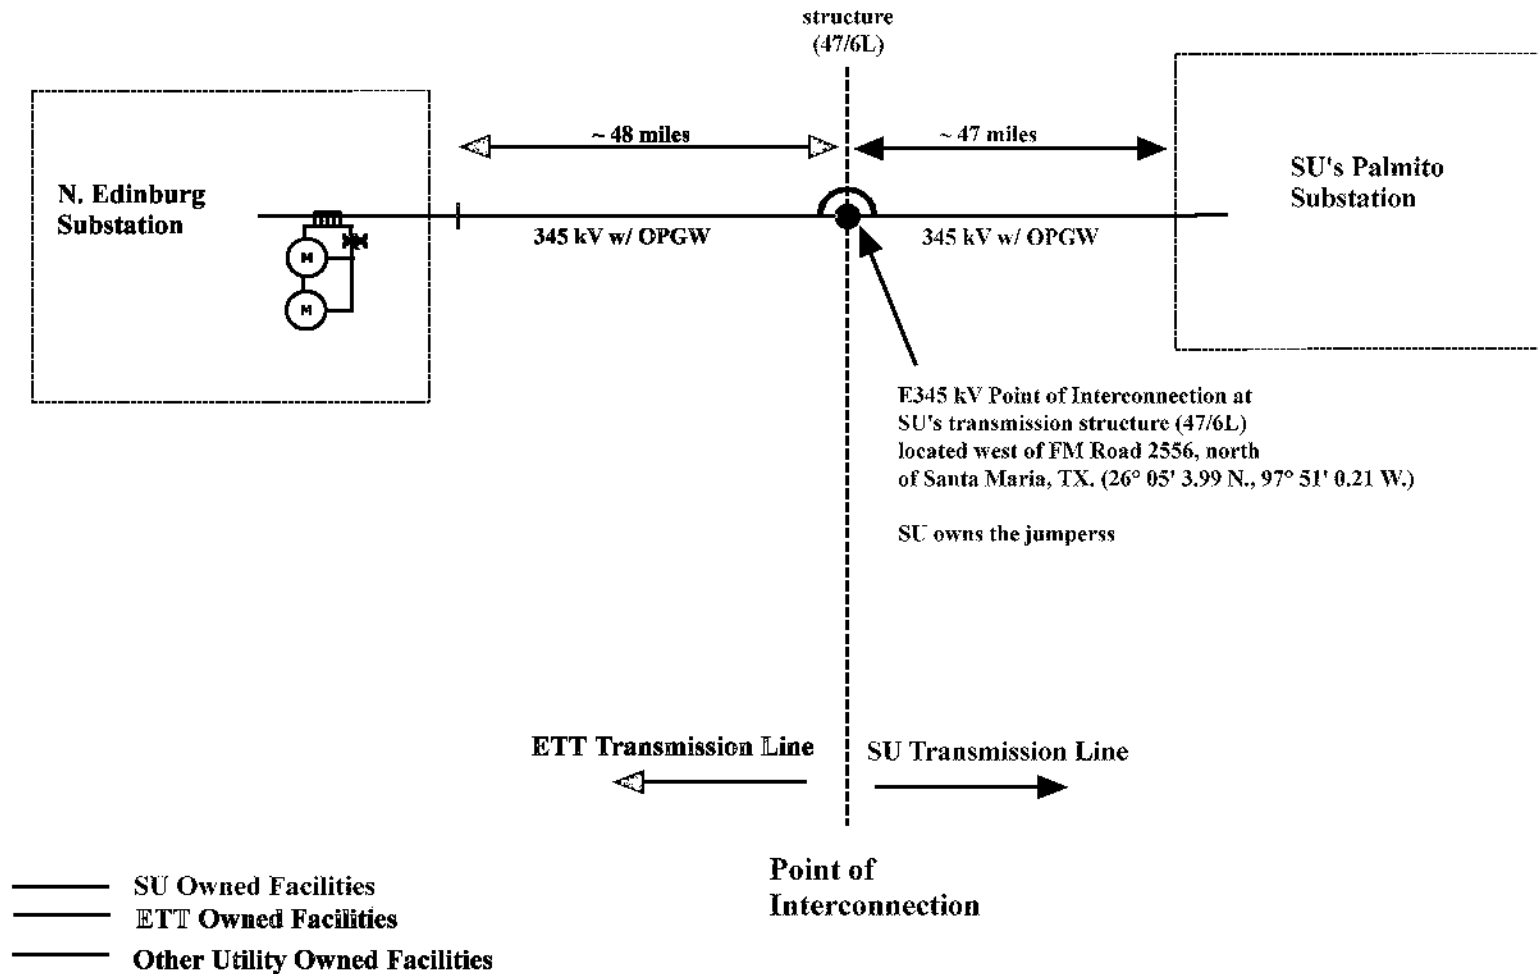 structure
(47/6L)
~ 48 miles
~ 47 miles
N. Edinburg
Substation
SU's Palmito
Substation
345 kV w/ OPGW
345 kV w/ OPGW
M
M
E345 kV Point of Interconnection at
SU's transmission structure (47/6L)
located west of FM Road 2556, north
of Santa Maria, TX. (26° 05' 3.99 N., 97° 51' 0.21 W.)
SU owns the jumperss
ETT Transmission Line
SU Transmission Line
Point of
Interconnection
SU Owned Facilities
ETT Owned Facilities
Other Utility Owned Facilities